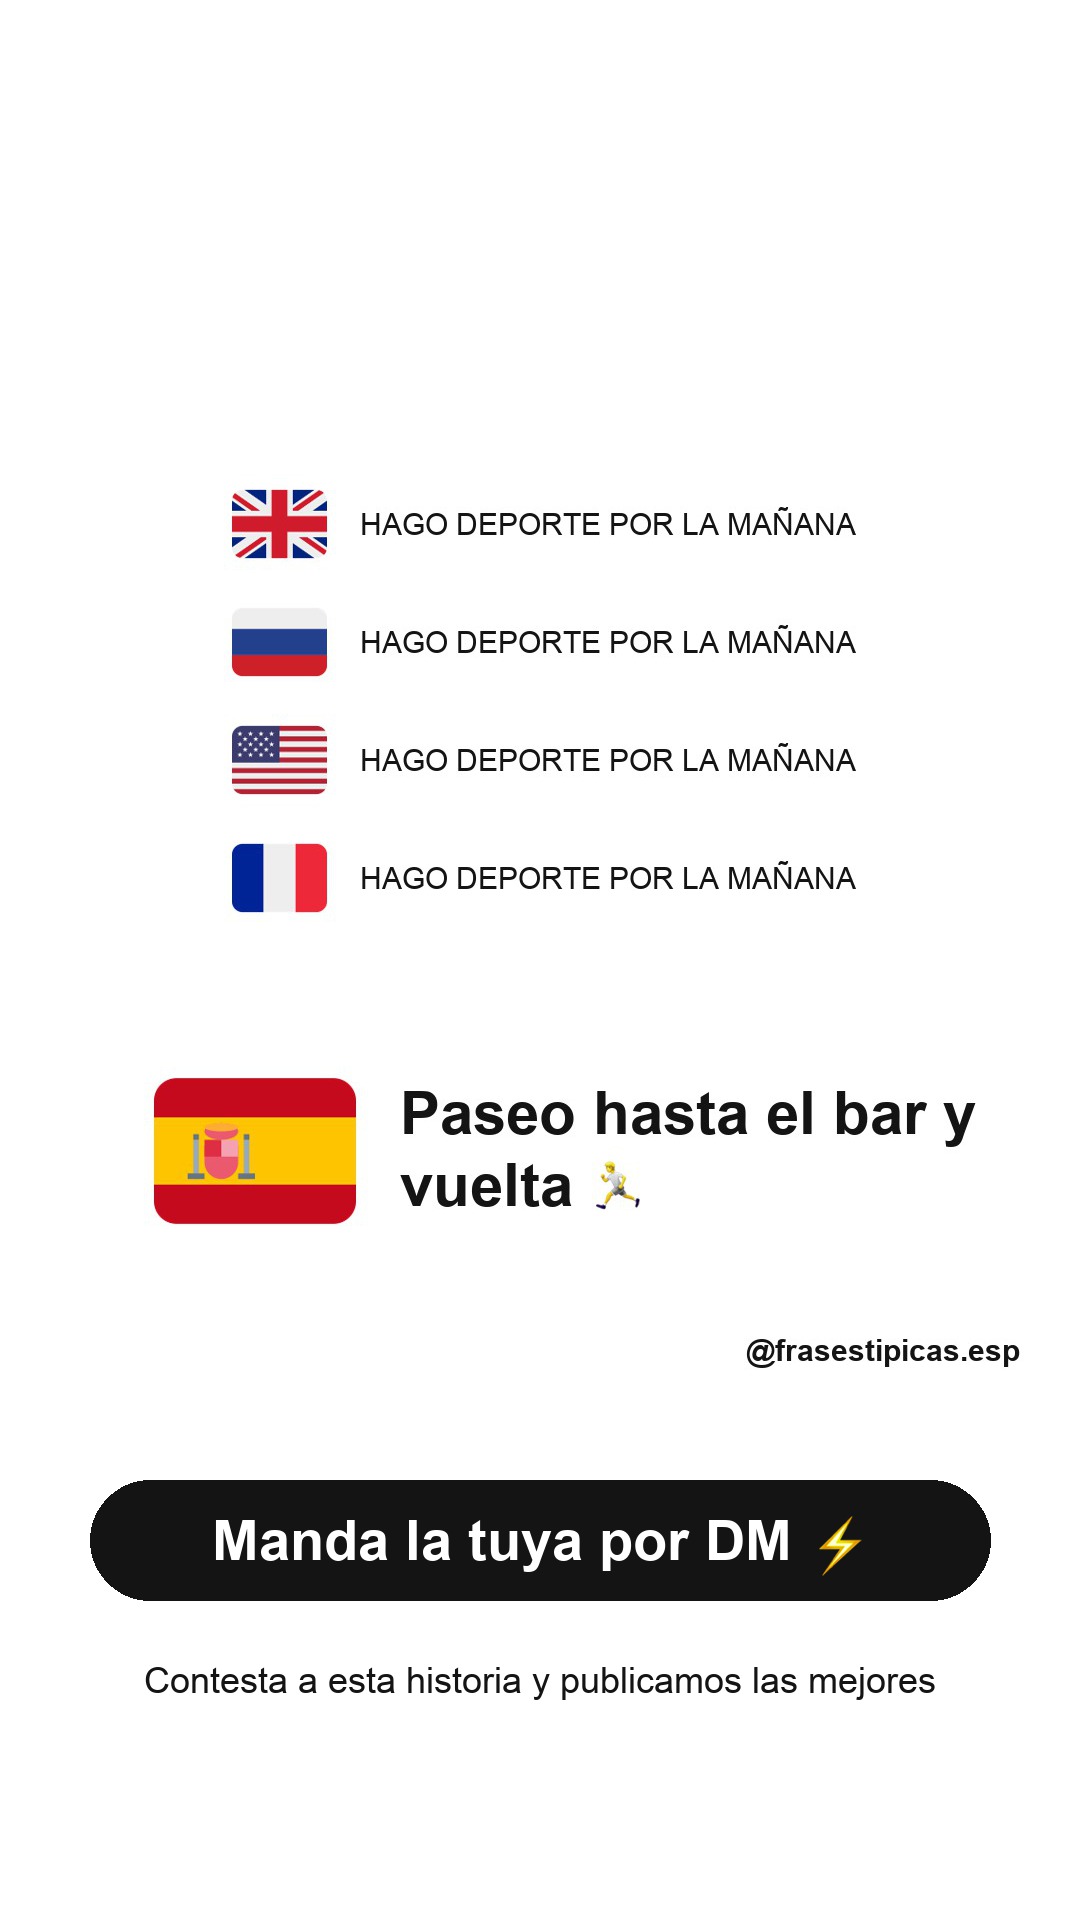 HAGO DEPORTE POR LA MAÑANA
HAGO DEPORTE POR LA MAÑANA
HAGO DEPORTE POR LA MAÑANA
HAGO DEPORTE POR LA MAÑANA
Paseo hasta el bar y
vuelta 🏃
@frasestipicas.esp
Manda la tuya por DM ⚡
Contesta a esta historia y publicamos las mejores